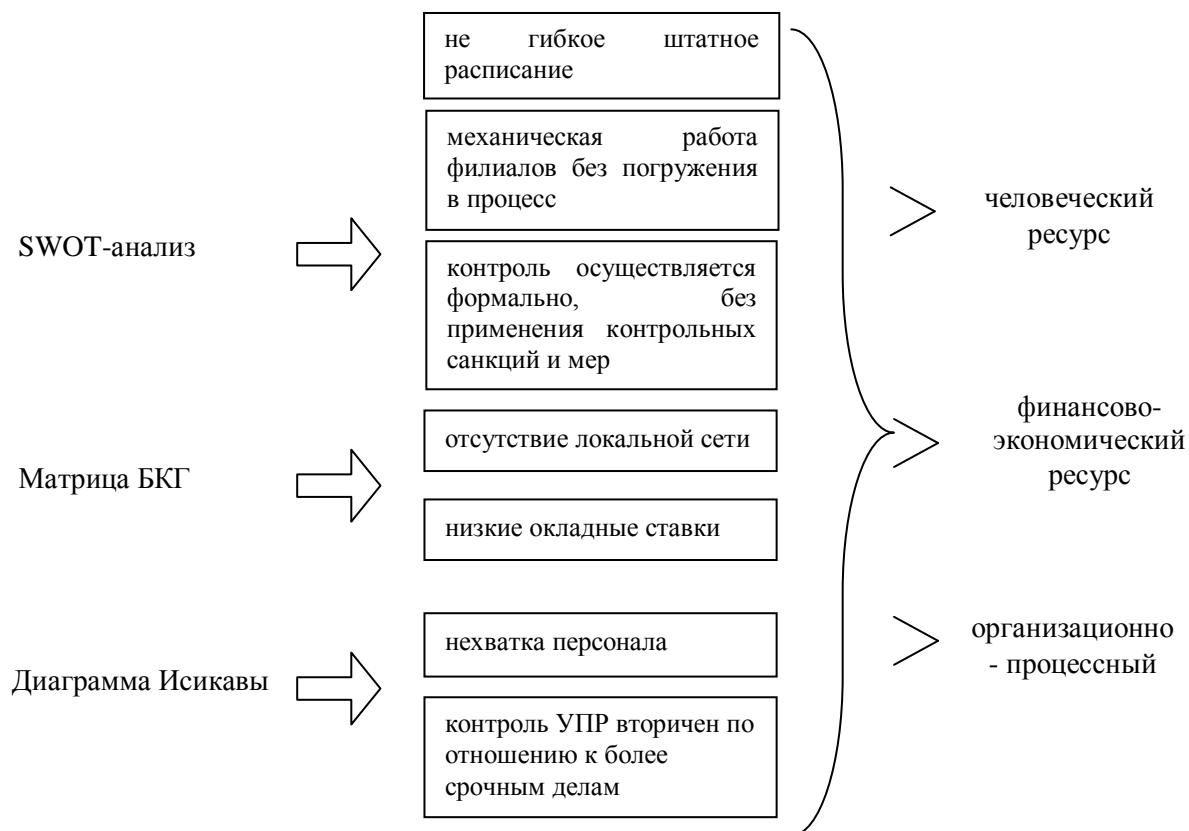 не гибкое штатное
расписание
механическая работа
филиалов без погружения
в процесс
SWOT-анализ
контроль осуществляется
формально, без
применения контрольных
санкций и мер
человеческий
ресурс
Матрица БКГ
отсутствие локальной сети
низкие окладные ставки
финансово-
экономический
ресурс
Диаграмма Исикавы
нехватка персонала
контроль УПР вторичен по
отношению к более
срочным делам
организационно
- процессный